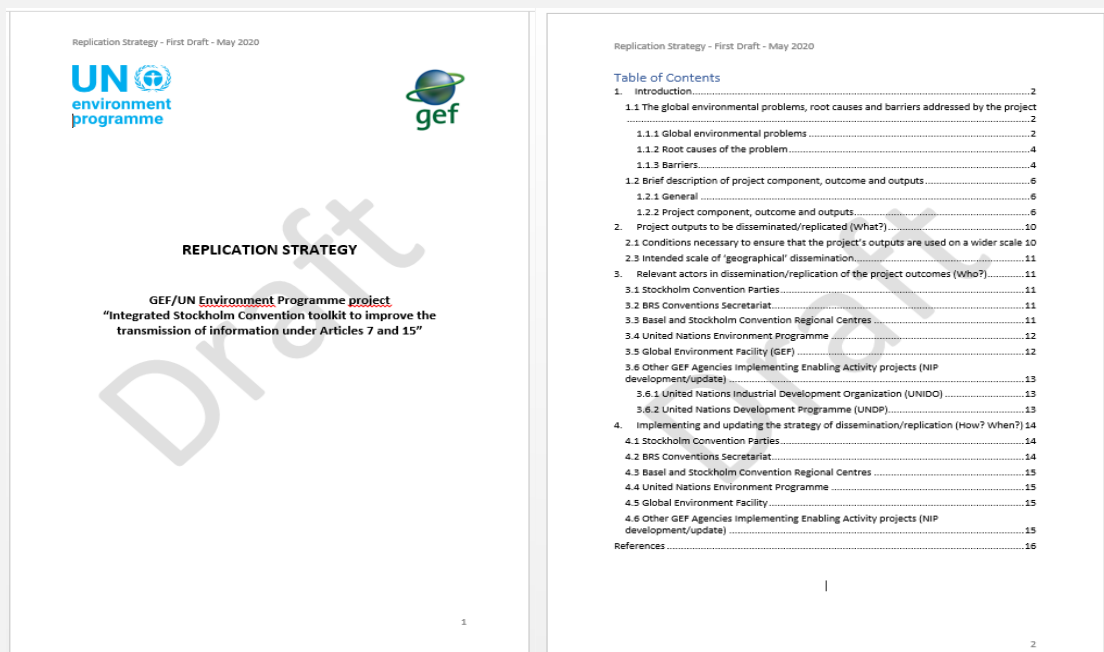 Replication Strategy - First Draft - May 2020
UN
environment
programme
gef
Draft
REPLICATION STRATEGY
GEF/UN Environment Programme project
“Integrated Stockholm Convention toolkit to improve the
transmission of information under Articles 7 and 15”
1
Replication Strategy - First Draft - May 2020
Table of Contents
1. Introduction....................2
1.1 The global environmental problems, root causes and barriers addressed by the project
....................2
1.1.1 Global environmental problems....................2
1.1.2 Root causes of the problem....................4
1.1.3 Barriers....................4
1.2 Brief description of project component, outcome and outputs....................6
1.2.1 General....................6
1.2.2 Project component, outcome and outputs....................6
2. Project outputs to be disseminated/replicated (What?)....................10
2.1 Conditions necessary to ensure that the project’s outputs are used on a wider scale 10
2.3 Intended scale of ‘geographical’ dissemination....................11
3. Relevant actors in dissemination/replication of the project outcomes (Who?)....................11
3.1 Stockholm Convention Parties....................11
3.2 BRS Conventions Secretariat....................11
3.3 Basel and Stockholm Convention Regional Centres....................11
3.4 United Nations Environment Programme....................12
3.5 Global Environment Facility (GEF)....................12
3.6 Other GEF Agencies Implementing Enabling Activity projects (NIP
development/update)....................13
3.6.1 United Nations Industrial Development Organization (UNIDO)....................13
3.6.2 United Nations Development Programme (UNDP)....................13
4. Implementing and updating the strategy of dissemination/replication (How? When?) 14
4.1 Stockholm Convention Parties....................14
4.2 BRS Conventions Secretariat....................14
4.3 Basel and Stockholm Convention Regional Centres....................15
4.4 United Nations Environment Programme....................15
4.5 Global Environment Facility....................15
4.6 Other GEF Agencies Implementing Enabling Activity projects (NIP
development/update)....................15
References....................16
Draft
2